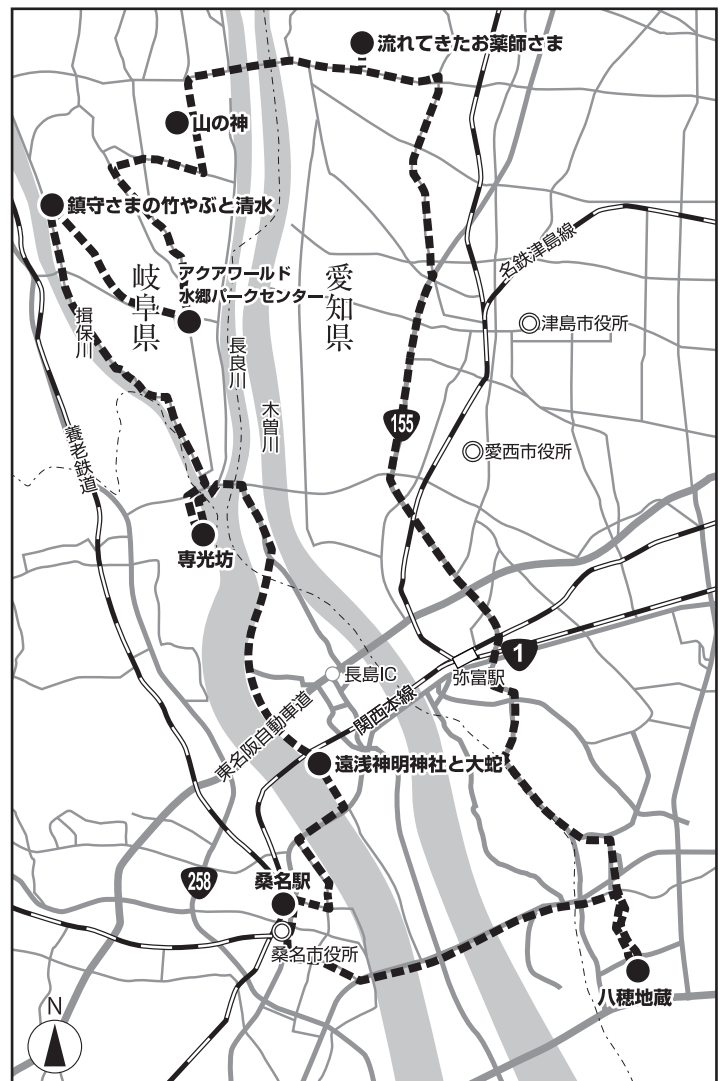 流れてきたお薬師さま
山の神
鎮守さまの竹やぶと清水
名鉄津島線
アクアワールド
水郷パークセンター
岐阜県
愛知県
揖保川
長良川
木曽川
津島市役所
155
愛西市役所
養老鉄道
専光坊
1
長島IC
弥富駅
関西本線
東名阪自動車道
遠浅神明神社と大蛇
258
桑名駅
桑名市役所
八穂地蔵
N